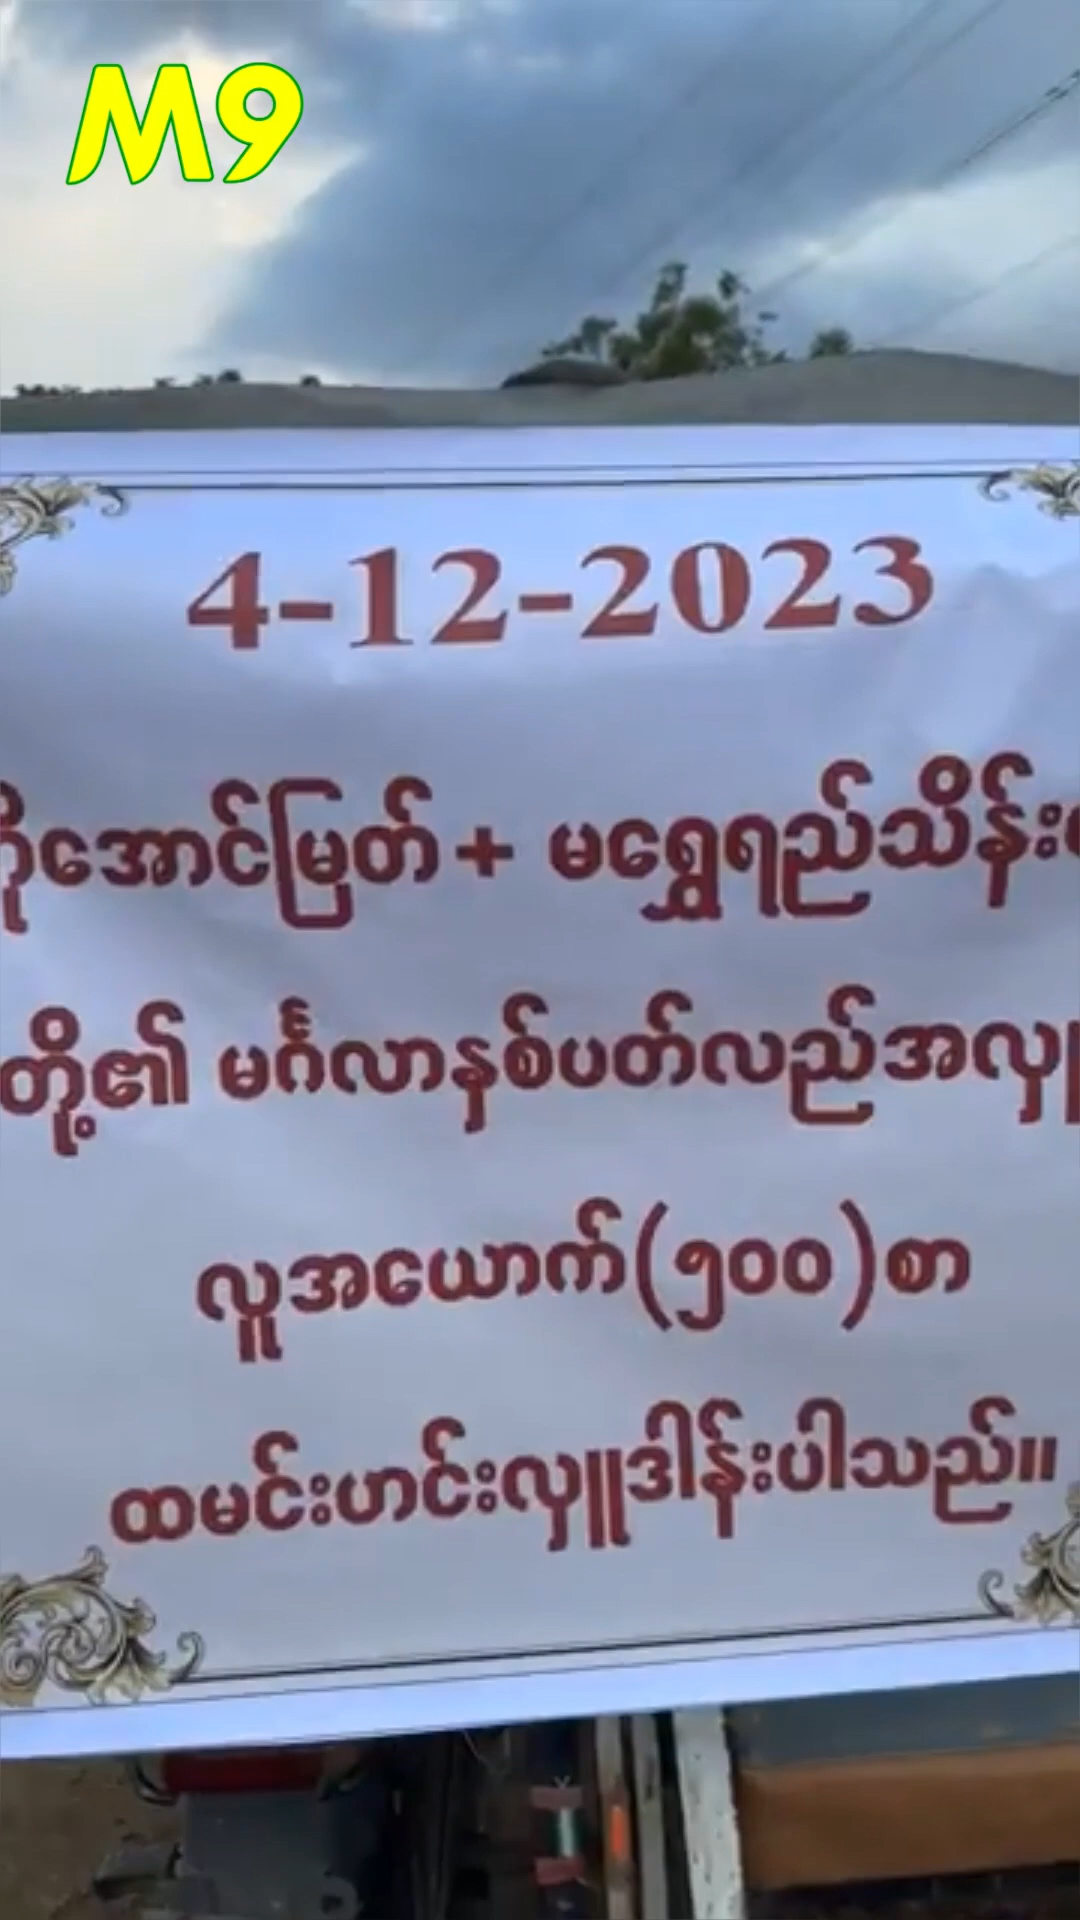 M9
4-12-2023
ကိုအောင်မြတ်+ မရွှေရည်သိန်း
တို့၏ မင်္ဂလာနှစ်ပတ်လည်အလှူ
လူအယောက်(၅၀၀)စာ
ထမင်းဟင်းလှူဒါန်းပါသည်။